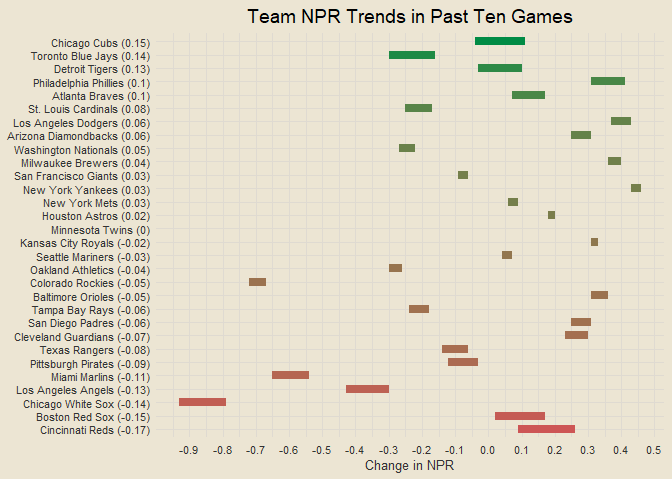 Team NPR Trends in Past Ten Games
Chicago Cubs (0.15)
Toronto Blue Jays (0.14)
Detroit Tigers (0.13)
Philadelphia Phillies (0.1)
Atlanta Braves (0.1)
St. Louis Cardinals (0.08)
Los Angeles Dodgers (0.06)
Arizona Diamondbacks (0.06)
Washington Nationals (0.05)
Milwaukee Brewers (0.04)
San Francisco Giants (0.03)
New York Yankees (0.03)
New York Mets (0.03)
Houston Astros (0.02)
Minnesota Twins (0)
Kansas City Royals (-0.02)
Seattle Mariners (-0.03)
Oakland Athletics (-0.04)
Colorado Rockies (-0.05)
Baltimore Orioles (-0.05)
Tampa Bay Rays (-0.06)
San Diego Padres (-0.06)
Cleveland Guardians (-0.07)
Texas Rangers (-0.08)
Pittsburgh Pirates (-0.09)
Miami Marlins (-0.11)
Los Angeles Angels (-0.13)
Chicago White Sox (-0.14)
Boston Red Sox (-0.15)
Cincinnati Reds (-0.17)
-0.9 -0.8 -0.7 -0.6 -0.5 -0.4 -0.3 -0.2 -0.1 0.0 0.1 0.2 0.3 0.4 0.5
Change in NPR